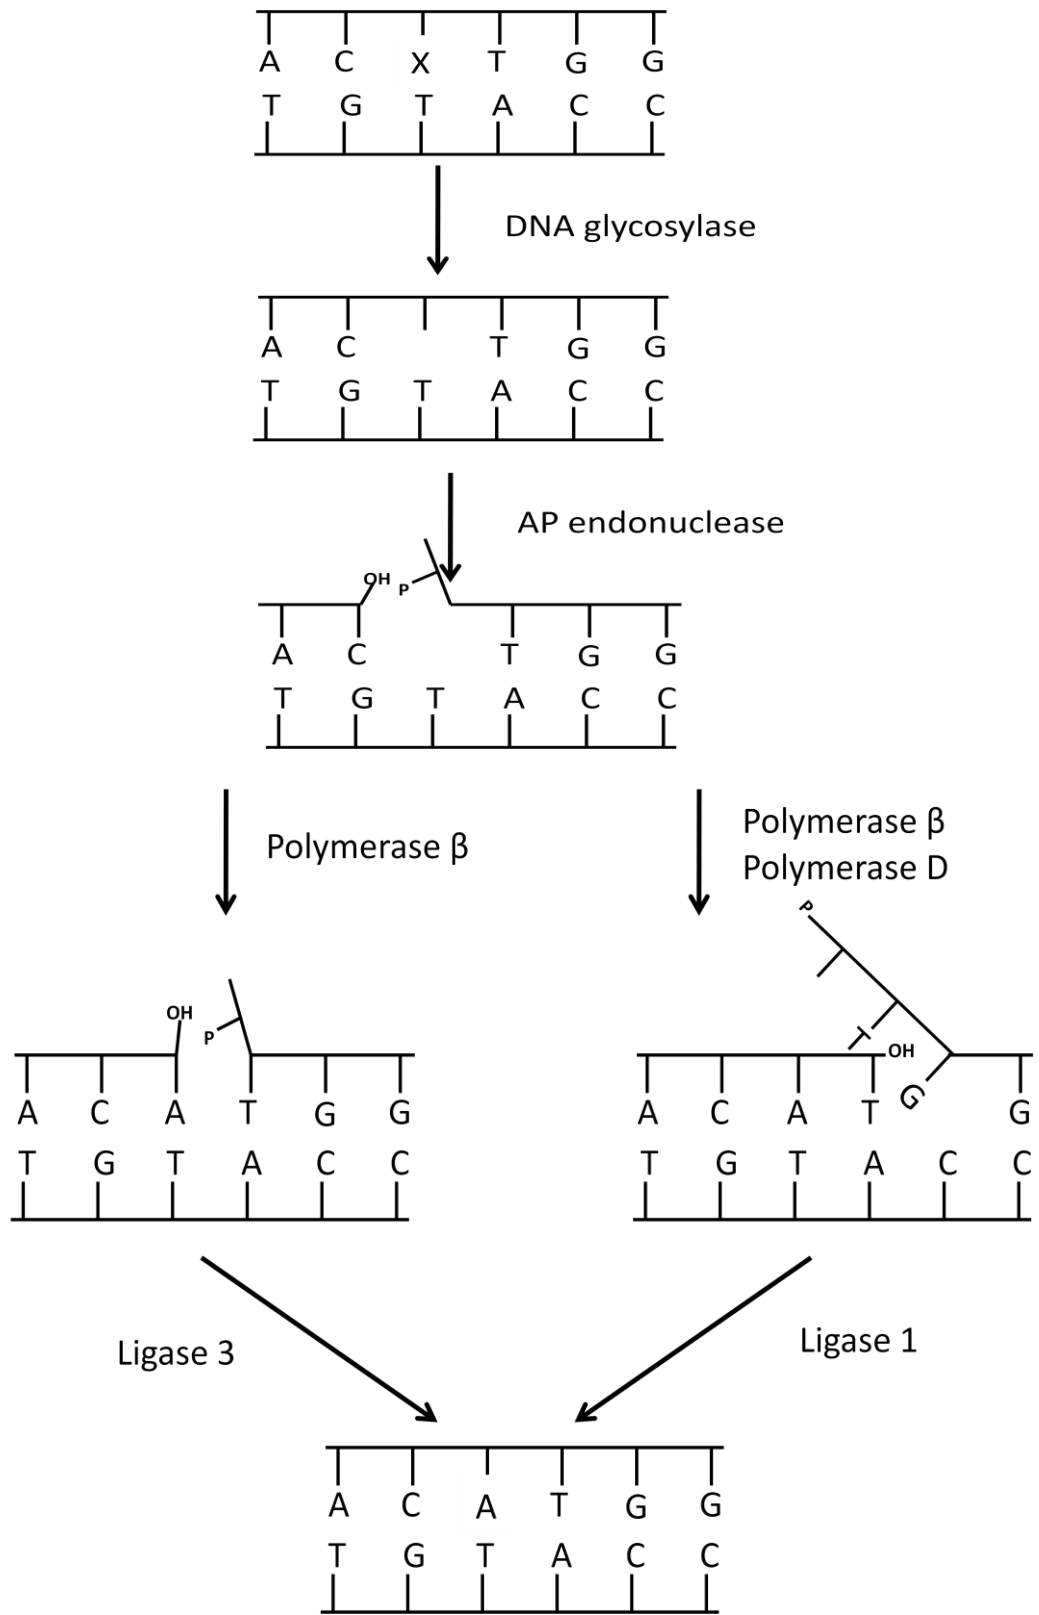 A C X T G G
T G T A C C
DNA glycosylase
A C T G G
T G T A C C
AP endonuclease
OH P
A C T G G
T G T A C C
Polymerase β
Polymerase β
Polymerase D
P
OH P
T
OH
G
A C A T G G
T G T A C C
A C A T G
T G T A C C
Ligase 3
Ligase 1
A C A T G G
T G T A C C